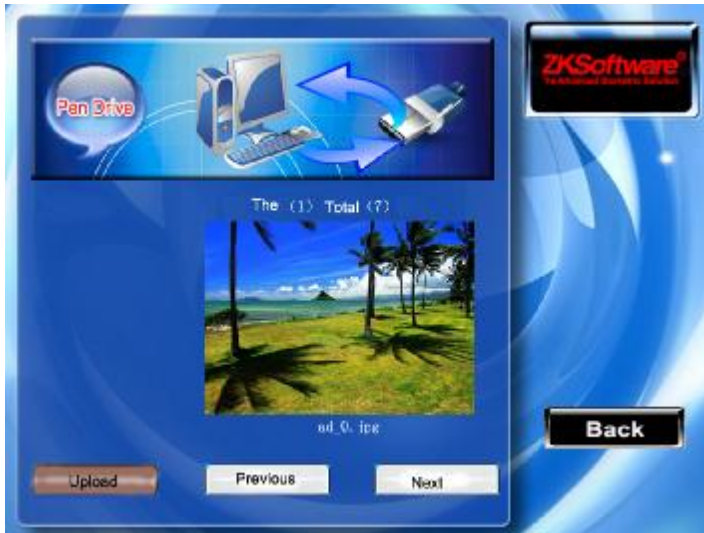 ZKSoftware®
Pen Drive
The (1) Total (7)
ad_0.jpg
Back
Upload
Previous
Next